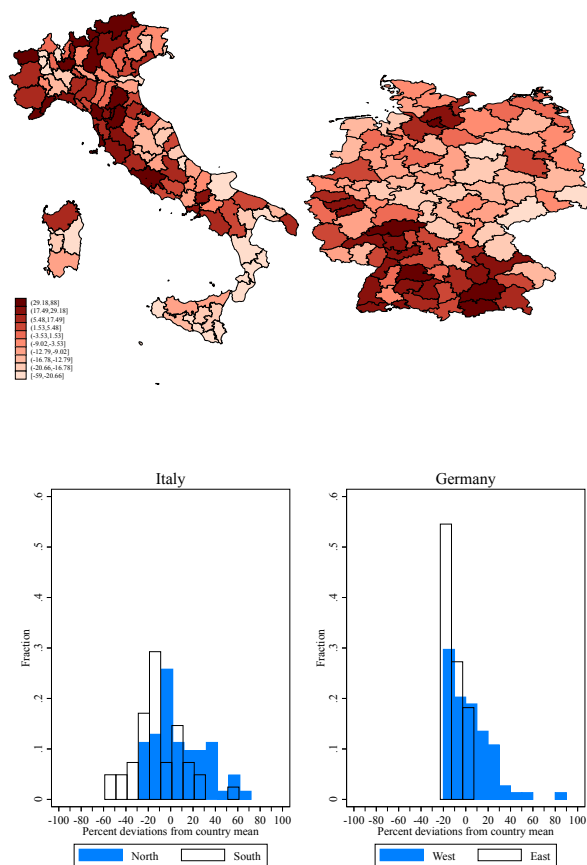 (29.18,88]
(17.49,29.18]
(5.48,17.49]
(1.53,5.48]
(-3.53,1.53]
(-9.02,-3.53]
(-12.79,-9.02]
(-16.78,-12.79]
(-20.66,-16.78]
[-59,-20.66]
Italy
Fraction
0 .1 .2 .3 .4 .5 .6
-100 -80 -60 -40 -20 0 20 40 60 80 100
Percent deviations from country mean
North South
Germany
Fraction
0 .1 .2 .3 .4 .5 .6
-100 -80 -60 -40 -20 0 20 40 60 80 100
Percent deviations from country mean
West East